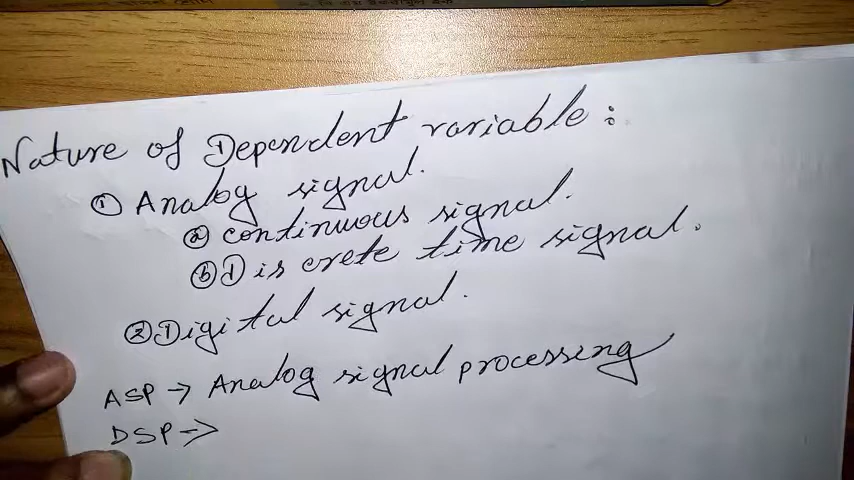 Nature of Dependent variable:
① Analog signal.
ⓐ continuous signal.
ⓑ Discrete time signal.
② Digital signal.
ASP → Analog signal processing
DSP →